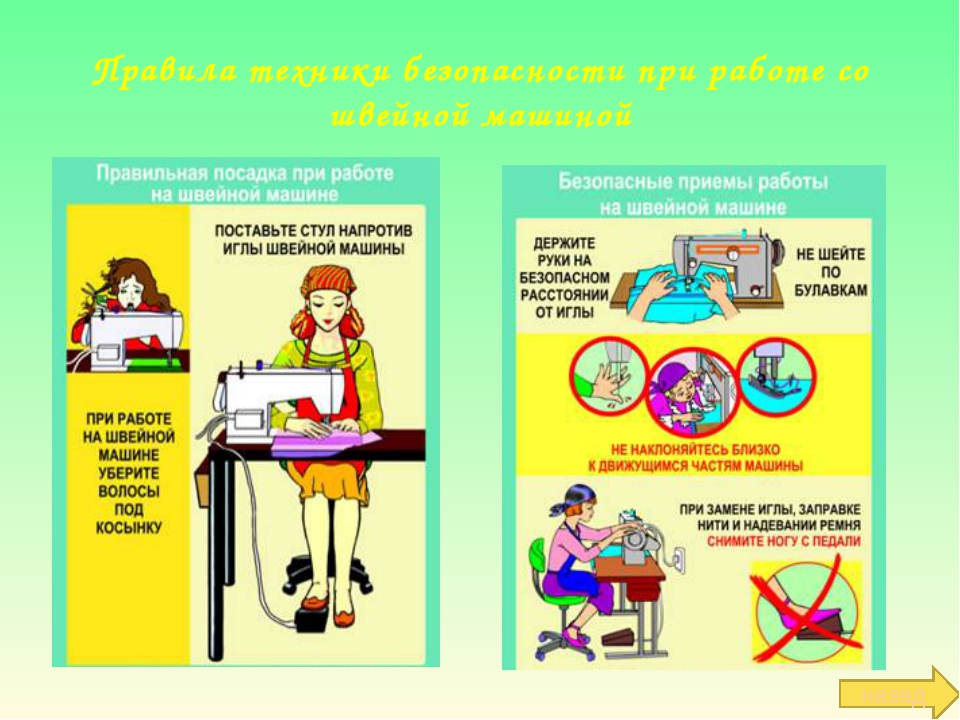 Правила техники безопасности при работе со
швейной машиной
Правильная посадка при работе
на швейной машине
ПОСТАВЬТЕ СТУЛ НАПРОТИВ
ИГЛЫ ШВЕЙНОЙ МАШИНЫ
ПРИ РАБОТЕ
НА ШВЕЙНОЙ
МАШИНЕ
УБЕРИТЕ
ВОЛОСЫ
ПОД
КОСЫНКУ
Безопасные приемы работы
на швейной машине
ДЕРЖИТЕ
РУКИ НА
БЕЗОПАСНОМ
РАССТОЯНИИ
ОТ ИГЛЫ
НЕ ШЕЙТЕ
ПО
БУЛАВКАМ
НЕ НАКЛОНЯЙТЕСЬ БЛИЗКО
К ДВИЖУЩИМСЯ ЧАСТЯМ МАШИНЫ
ПРИ ЗАМЕНЕ ИГЛЫ, ЗАПРАВКЕ
НИТИ И НАДЕВАНИИ РЕМНЯ
СНИМИТЕ НОГУ С ПЕДАЛИ
назад